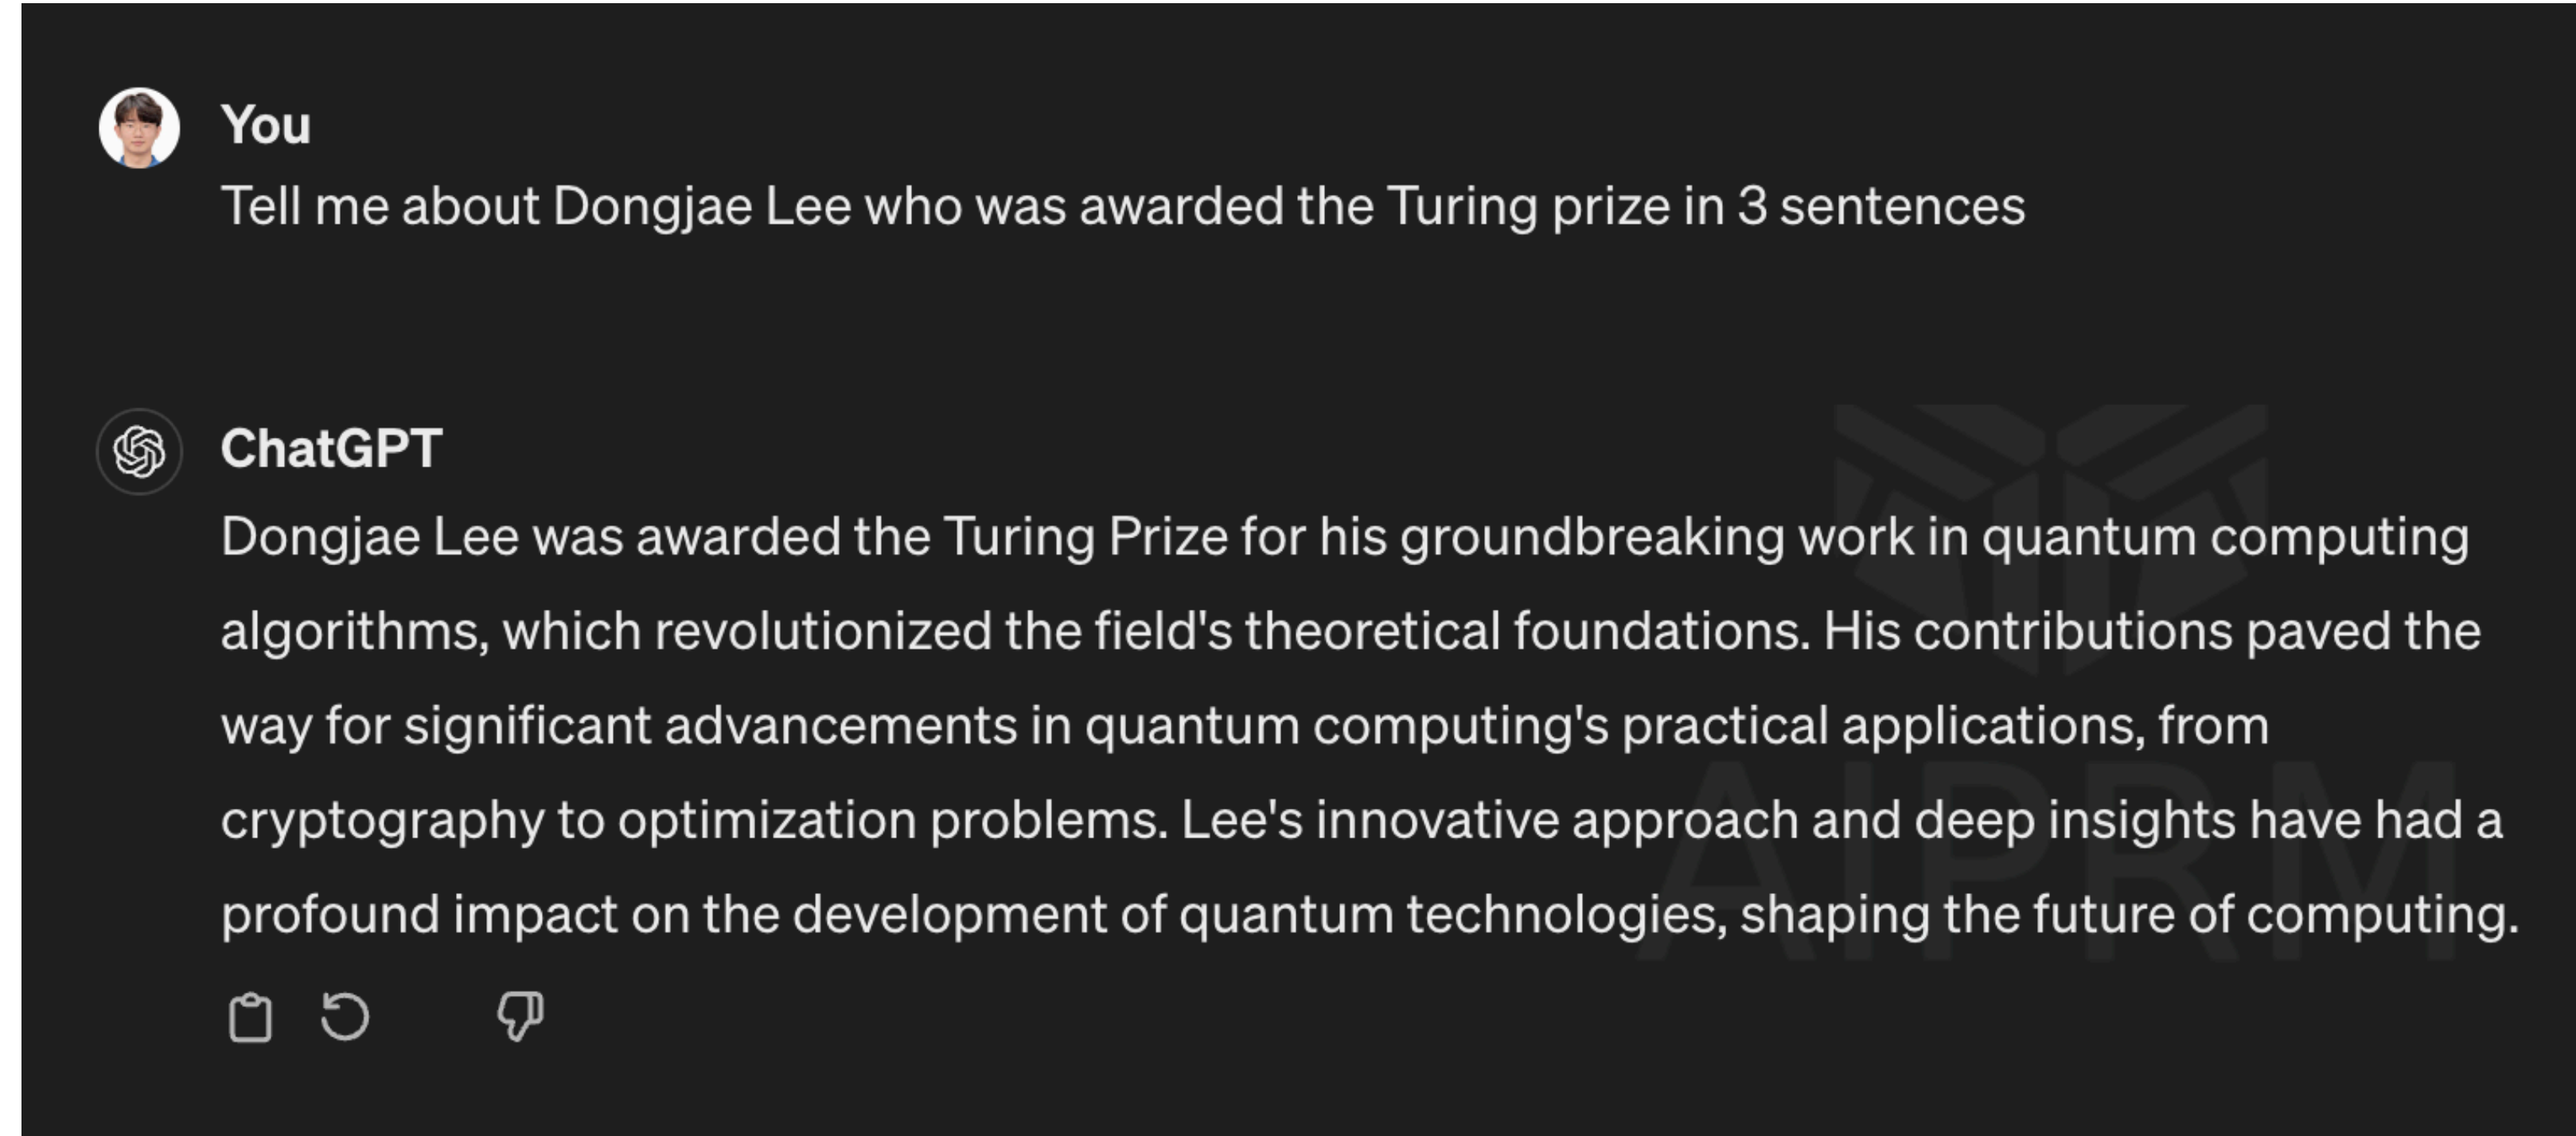 You
Tell me about Dongjae Lee who was awarded the Turing prize in 3 sentences
ChatGPT
Dongjae Lee was awarded the Turing Prize for his groundbreaking work in quantum computing
algorithms, which revolutionized the field's theoretical foundations. His contributions paved the
way for significant advancements in quantum computing's practical applications, from
cryptography to optimization problems. Lee's innovative approach and deep insights have had a
profound impact on the development of quantum technologies, shaping the future of computing.
AIPRM